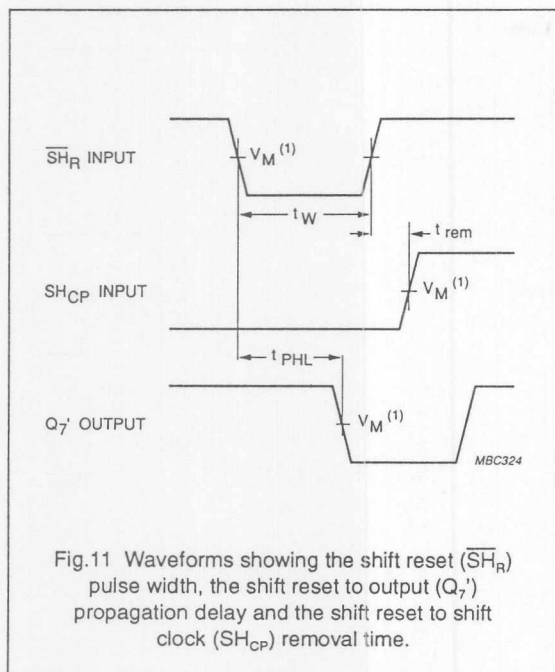 SH̅R INPUT
VM (1)
tW
trem
SHCP INPUT
VM (1)
tPHL
Q7' OUTPUT
VM (1)
MBC324
Fig.11 Waveforms showing the shift reset (SH̅R)
pulse width, the shift reset to output (Q7')
propagation delay and the shift reset to shift
clock (SHCP) removal time.